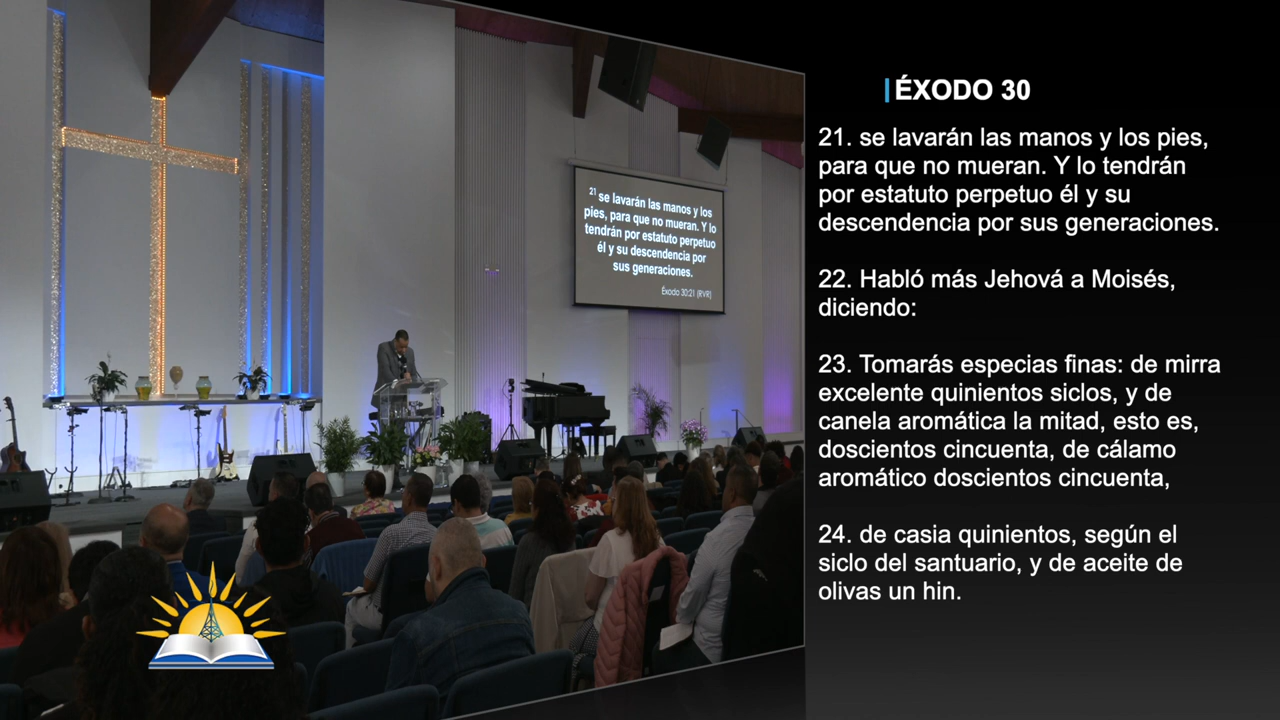 ÉXODO 30
21. se lavarán las manos y los pies,
para que no mueran. Y lo tendrán
por estatuto perpetuo él y su
descendencia por sus generaciones.
22. Habló más Jehová a Moisés,
diciendo:
23. Tomarás especias finas: de mirra
excelente quinientos siclos, y de
canela aromática la mitad, esto es,
doscientos cincuenta, de cálamo
aromático doscientos cincuenta,
24. de casia quinientos, según el
siclo del santuario, y de aceite de
olivas un hin.
21 se lavarán las manos y los
pies, para que no mueran. Y lo
tendrán por estatuto perpetuo
él y su descendencia por
sus generaciones.
Éxodo 30:21 (RVR)